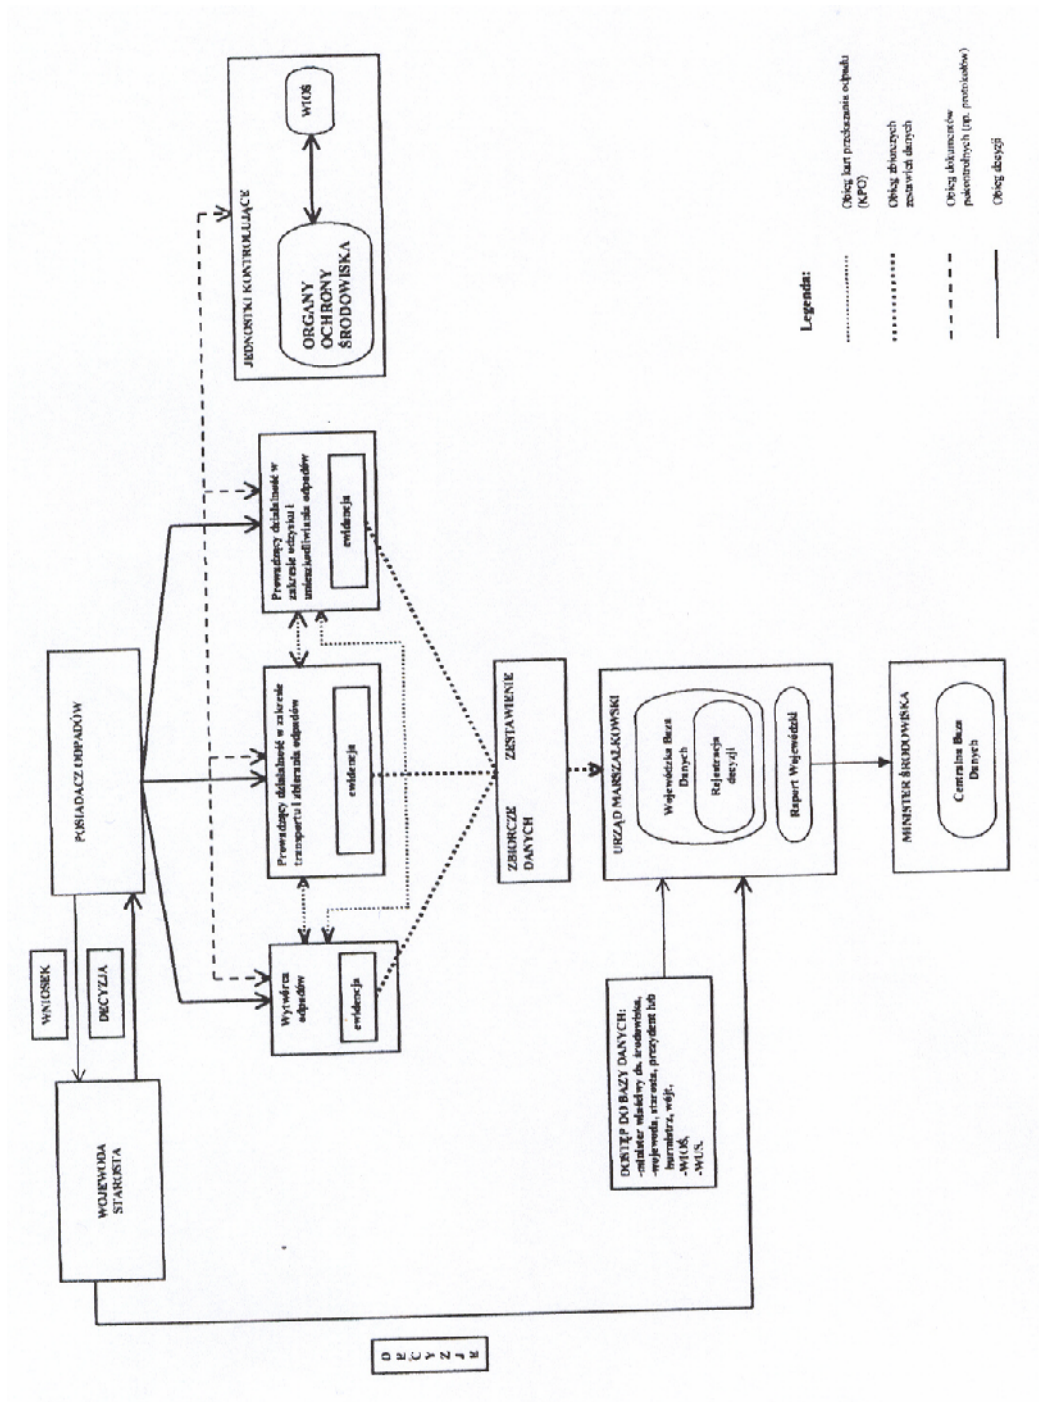 WNIOSEK
DECYZJA
WOJEWODA
STAROSTA
POSIADACZ ODPADÓW
JEDNOSTKI KONTROLUJĄCE
ORGANY
OCHRONY
ŚRODOWISKA
WIOŚ
Wytwórca
odpadów
ewidencja
Prowadzący działalność w zakresie
transportu i zbierania odpadów
ewidencja
Prowadzący działalność w
zakresie odzysku i
unieszkodliwiania odpadów
ewidencja
ZBIORCZE ZESTAWIENIE
DANYCH
DECYZJE
DOSTĘP DO BAZY DANYCH:
-minister właściwy ds. środowiska,
-wojewoda, starosta, prezydent lub
burmistrz, wójt,
-WIOŚ,
-WUS.
URZĄD MARSZAŁKOWSKI
Wojewódzka Baza
Danych
Rejestracja
decyzji
Raport Wojewódzki
MINISTER ŚRODOWISKA
Centralna Baza
Danych
Legenda:
Obieg kart przekazania odpadu
(KPO)
Obieg zbiorczych
zestawień danych
Obieg dokumentów
pokontrolnych (np. protokołów)
Obieg decyzji